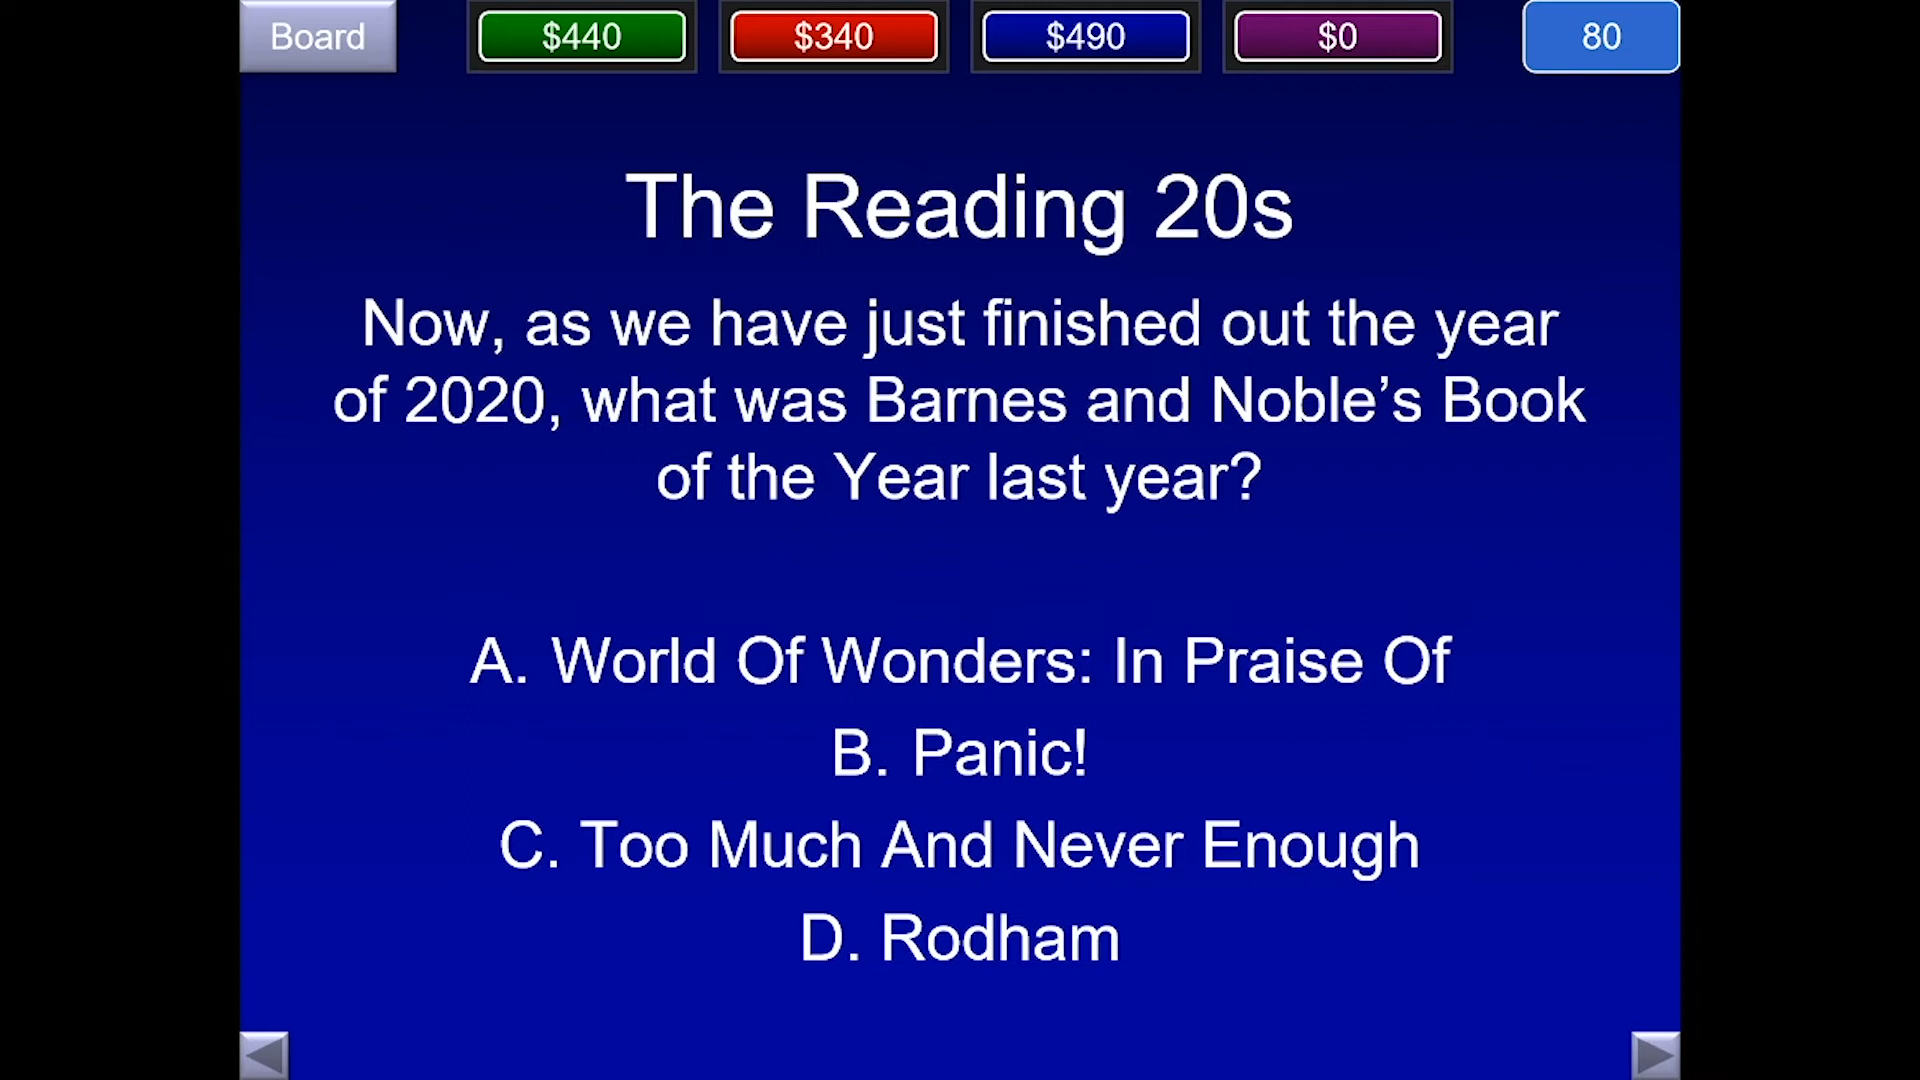 Board
$440
$340
$490
$0
80
The Reading 20s
Now, as we have just finished out the year
of 2020, what was Barnes and Noble’s Book
of the Year last year?
A. World Of Wonders: In Praise Of
B. Panic!
C. Too Much And Never Enough
D. Rodham